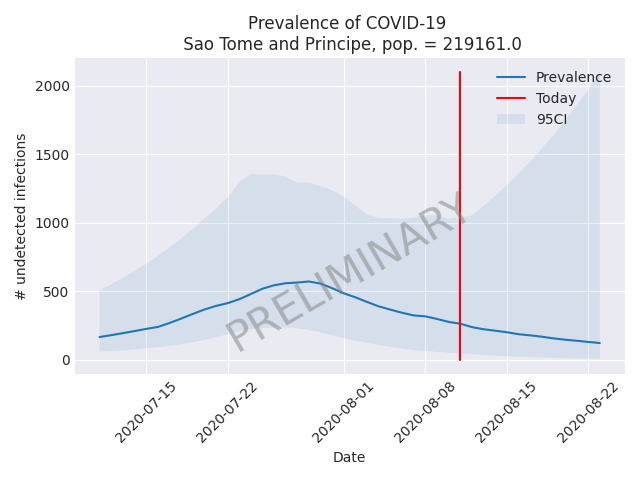 Prevalence of COVID-19
Sao Tome and Principe, pop. = 219161.0
Prevalence
Today
95CI
2000
1500
1000
500
0
# undetected infections
PRELIMINARY
2020-07-15
2020-07-22
2020-08-01
2020-08-08
2020-08-15
2020-08-22
Date